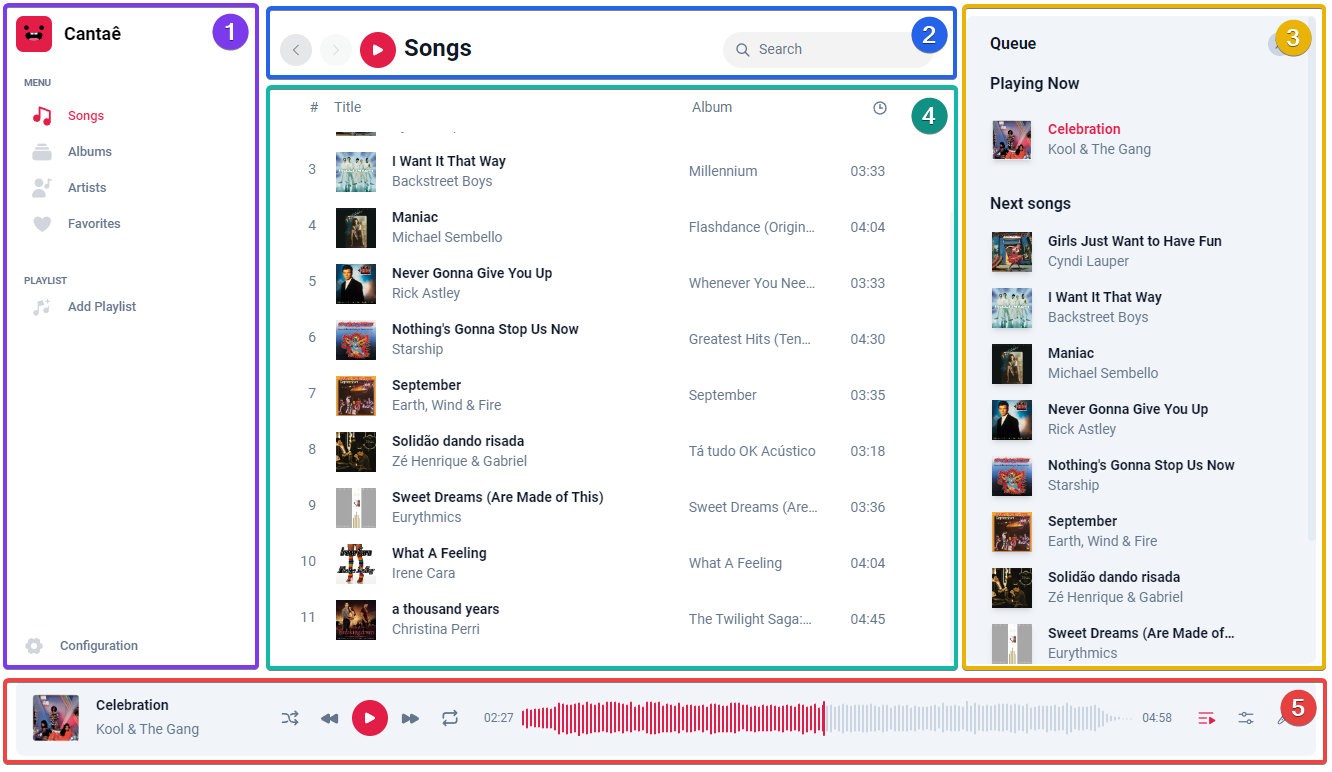 Cantaê
1
MENU
Songs
Albums
Artists
Favorites
PLAYLIST
Add Playlist
Configuration
Songs
Search
2
# Title Album
4
3 I Want It That Way Millennium 03:33
Backstreet Boys
4 Maniac Flashdance (Origin... 04:04
Michael Sembello
5 Never Gonna Give You Up Whenever You Nee... 03:33
Rick Astley
6 Nothing's Gonna Stop Us Now Greatest Hits (Ten... 04:30
Starship
7 September September 03:35
Earth, Wind & Fire
8 Solidão dando risada Tá tudo OK Acústico 03:18
Zé Henrique & Gabriel
9 Sweet Dreams (Are Made of This) Sweet Dreams (Are... 03:36
Eurythmics
10 What A Feeling What A Feeling 04:04
Irene Cara
11 a thousand years The Twilight Saga:... 04:45
Christina Perri
Queue
3
Playing Now
Celebration
Kool & The Gang
Next songs
Girls Just Want to Have Fun
Cyndi Lauper
I Want It That Way
Backstreet Boys
Maniac
Michael Sembello
Never Gonna Give You Up
Rick Astley
Nothing's Gonna Stop Us Now
Starship
September
Earth, Wind & Fire
Solidão dando risada
Zé Henrique & Gabriel
Sweet Dreams (Are Made of...
Eurythmics
Celebration
Kool & The Gang
02:27
04:58
5